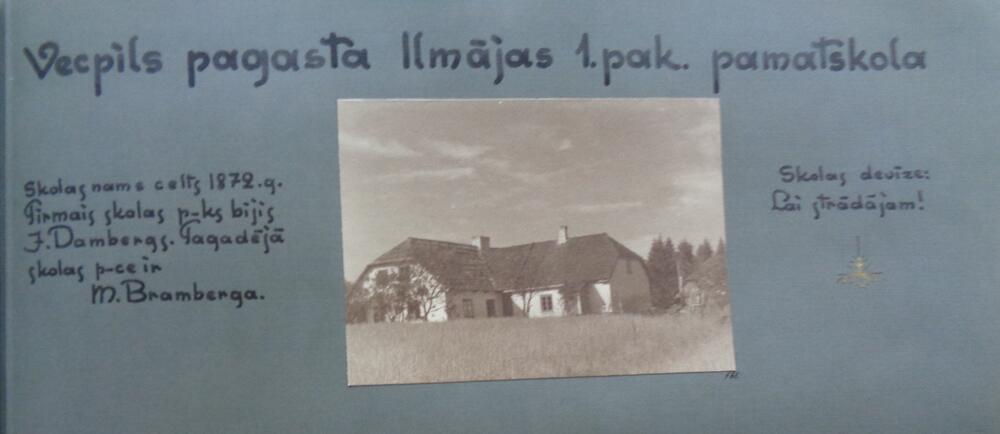 Vecpils pagasta Ilmājas 1.pak. pamatskola
Skolas nams celts 1872.g.
Pirmais skolas p-ks bijis
J.Dambergs. Tagadējā
skolas p-ce ir
M.Bramberga.
Skolas devīze:
Lai strādājam!